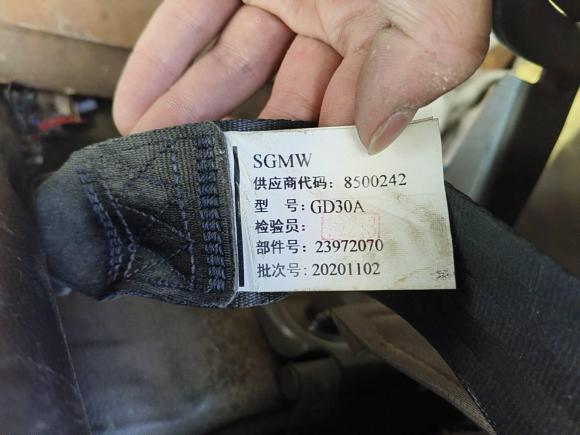 SGMW
供应商代码: 8500242
型 号: GD30A
检验员:
部件号: 23972070
批次号: 20201102